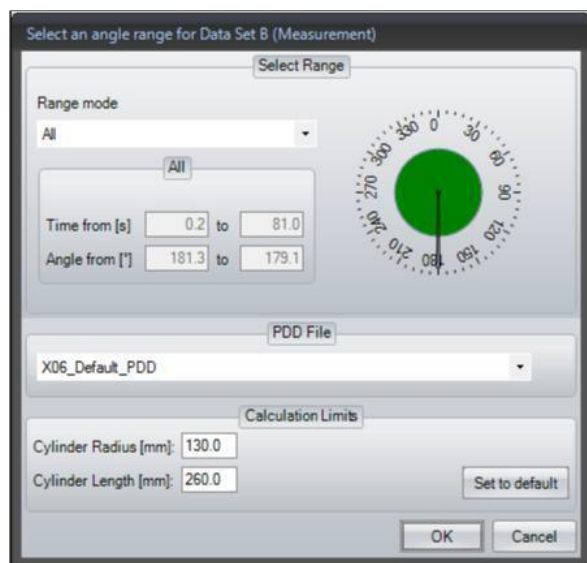 Select an angle range for Data Set B (Measurement)
Select Range
Range mode
All
All
Time from [s] 0.2 to 81.0
Angle from [°] 181.3 to 179.1
0
30
60
90
120
150
180
210
240
270
300
330
PDD File
X06_Default_PDD
Calculation Limits
Cylinder Radius [mm]: 130.0
Cylinder Length [mm]: 260.0
Set to default
OK Cancel